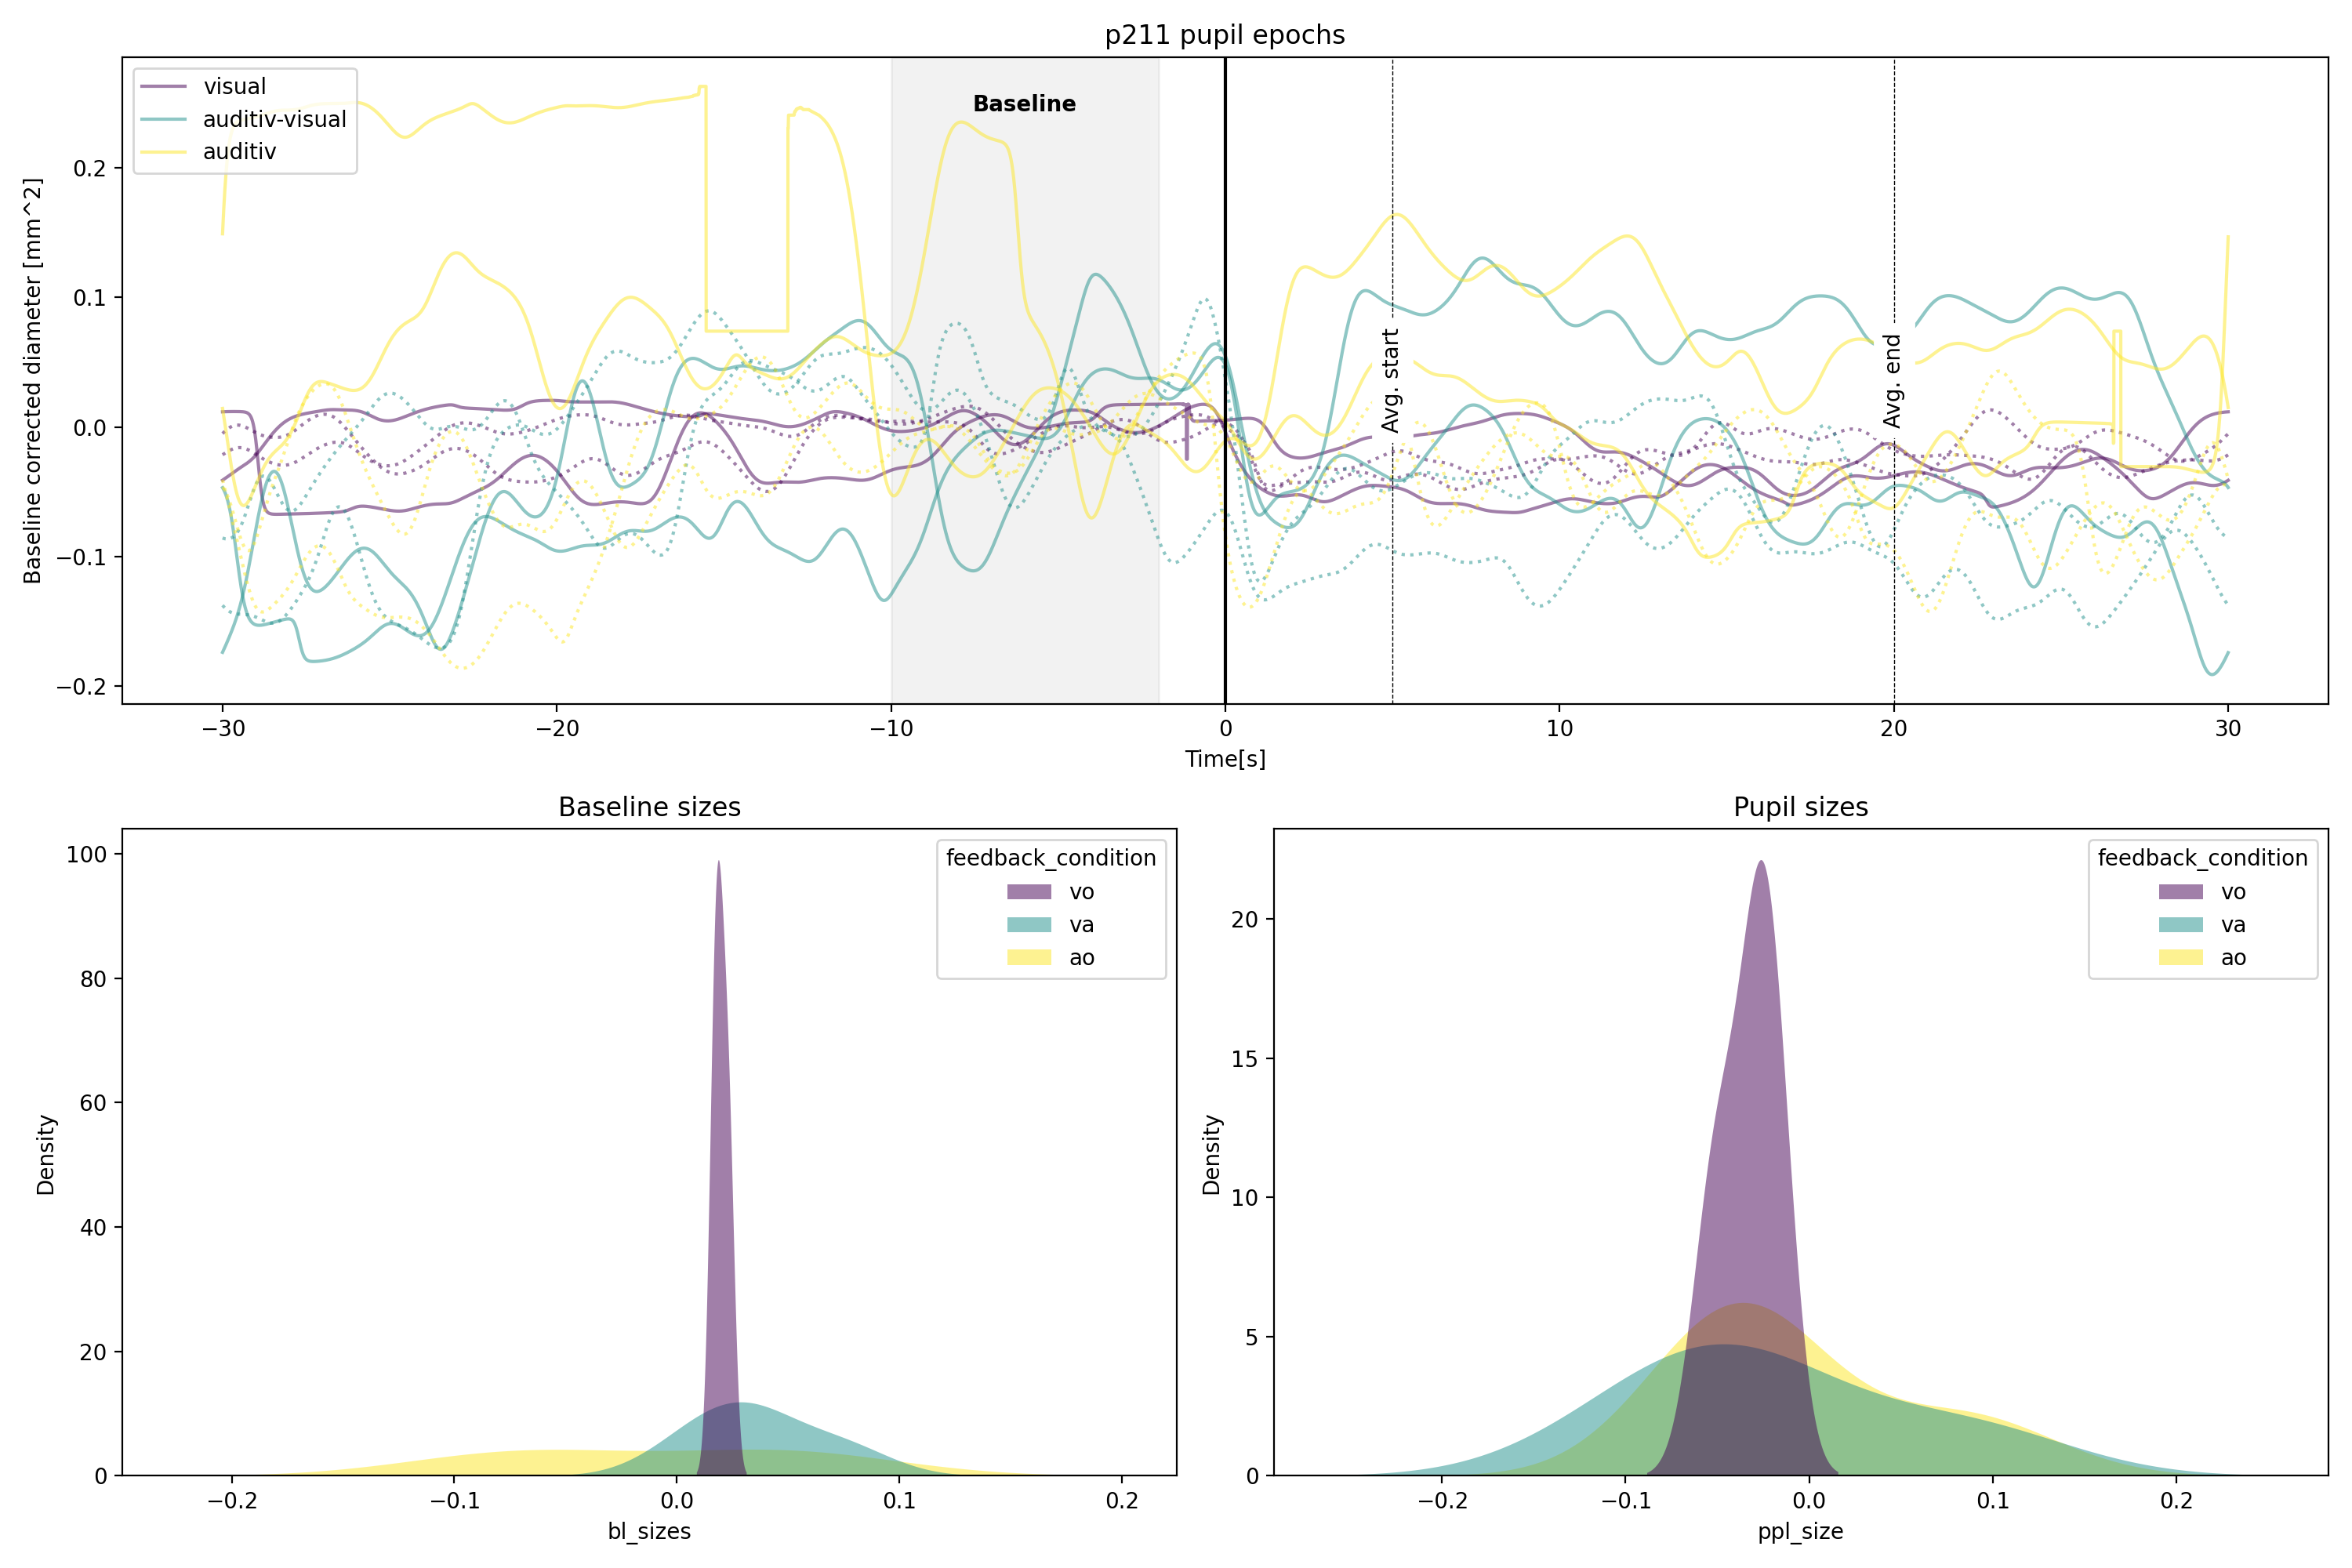 p211 pupil epochs
visual
auditiv-visual
auditiv
Baseline
Baseline corrected diameter [mm^2]
0.2
0.1
0.0
−0.1
−0.2
Avg. start
Avg. end
−30
−20
−10
0
10
20
30
Time[s]
Baseline sizes
feedback_condition
vo
va
ao
Density
100
80
60
40
20
0
−0.2
−0.1
0.0
0.1
0.2
bl_sizes
Pupil sizes
feedback_condition
vo
va
ao
Density
20
15
10
5
0
−0.2
−0.1
0.0
0.1
0.2
ppl_size